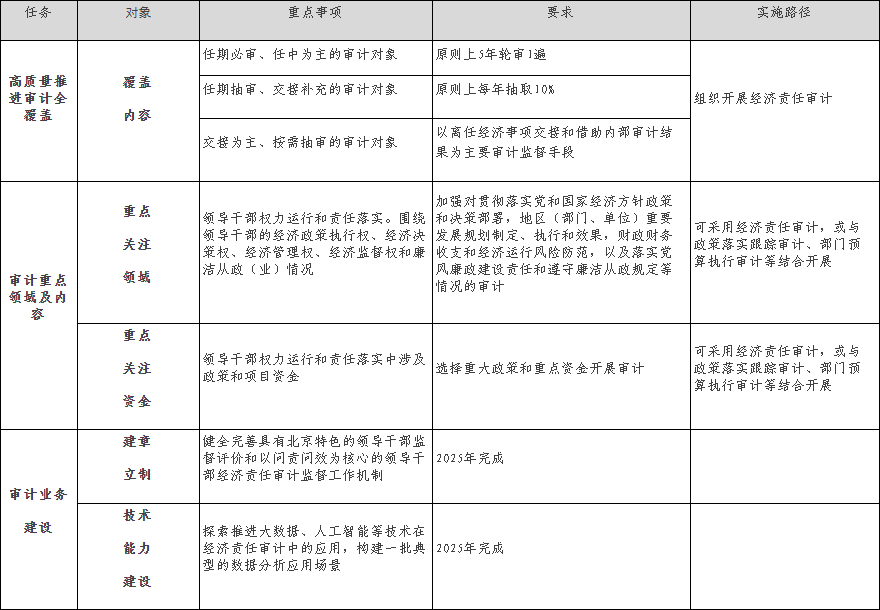 任务
对象
重点事项
要求
实施路径
高质量推
进审计全
覆盖
覆盖
内容
任期必审、任中为主的审计对象
原则上5年轮审1遍
任期抽审、交接补充的审计对象
原则上每年抽取10%
交接为主、按需抽审的审计对象
以离任经济事项交接和借助内部审计结
果为主要审计监督手段
组织开展经济责任审计
审计重点
领域及内
容
重点
关注
领域
领导干部权力运行和责任落实。围绕
领导干部的经济政策执行权、经济决
策权、经济管理权、经济监督权和廉
洁从政（业）情况
加强对贯彻落实党和国家经济方针政策
和决策部署，地区（部门、单位）重要
发展规划制定、执行和效果，财政财务
收支和经济运行风险防范，以及落实党
风廉政建设责任和遵守廉洁从政规定等
情况的审计
可采用经济责任审计，或与
政策落实跟踪审计、部门预
算执行审计等结合开展
重点
关注
资金
领导干部权力运行和责任落实中涉及
政策和项目资金
选择重大政策和重点资金开展审计
可采用经济责任审计，或与
政策落实跟踪审计、部门预
算执行审计等结合开展
审计业务
建设
建章
立制
健全完善具有北京特色的领导干部监
督评价和以问责问效为核心的领导干
部经济责任审计监督工作机制
2025年完成
技术
能力
建设
探索推进大数据、人工智能等技术在
经济责任审计中的应用，构建一批典
型的数据分析应用场景
2025年完成